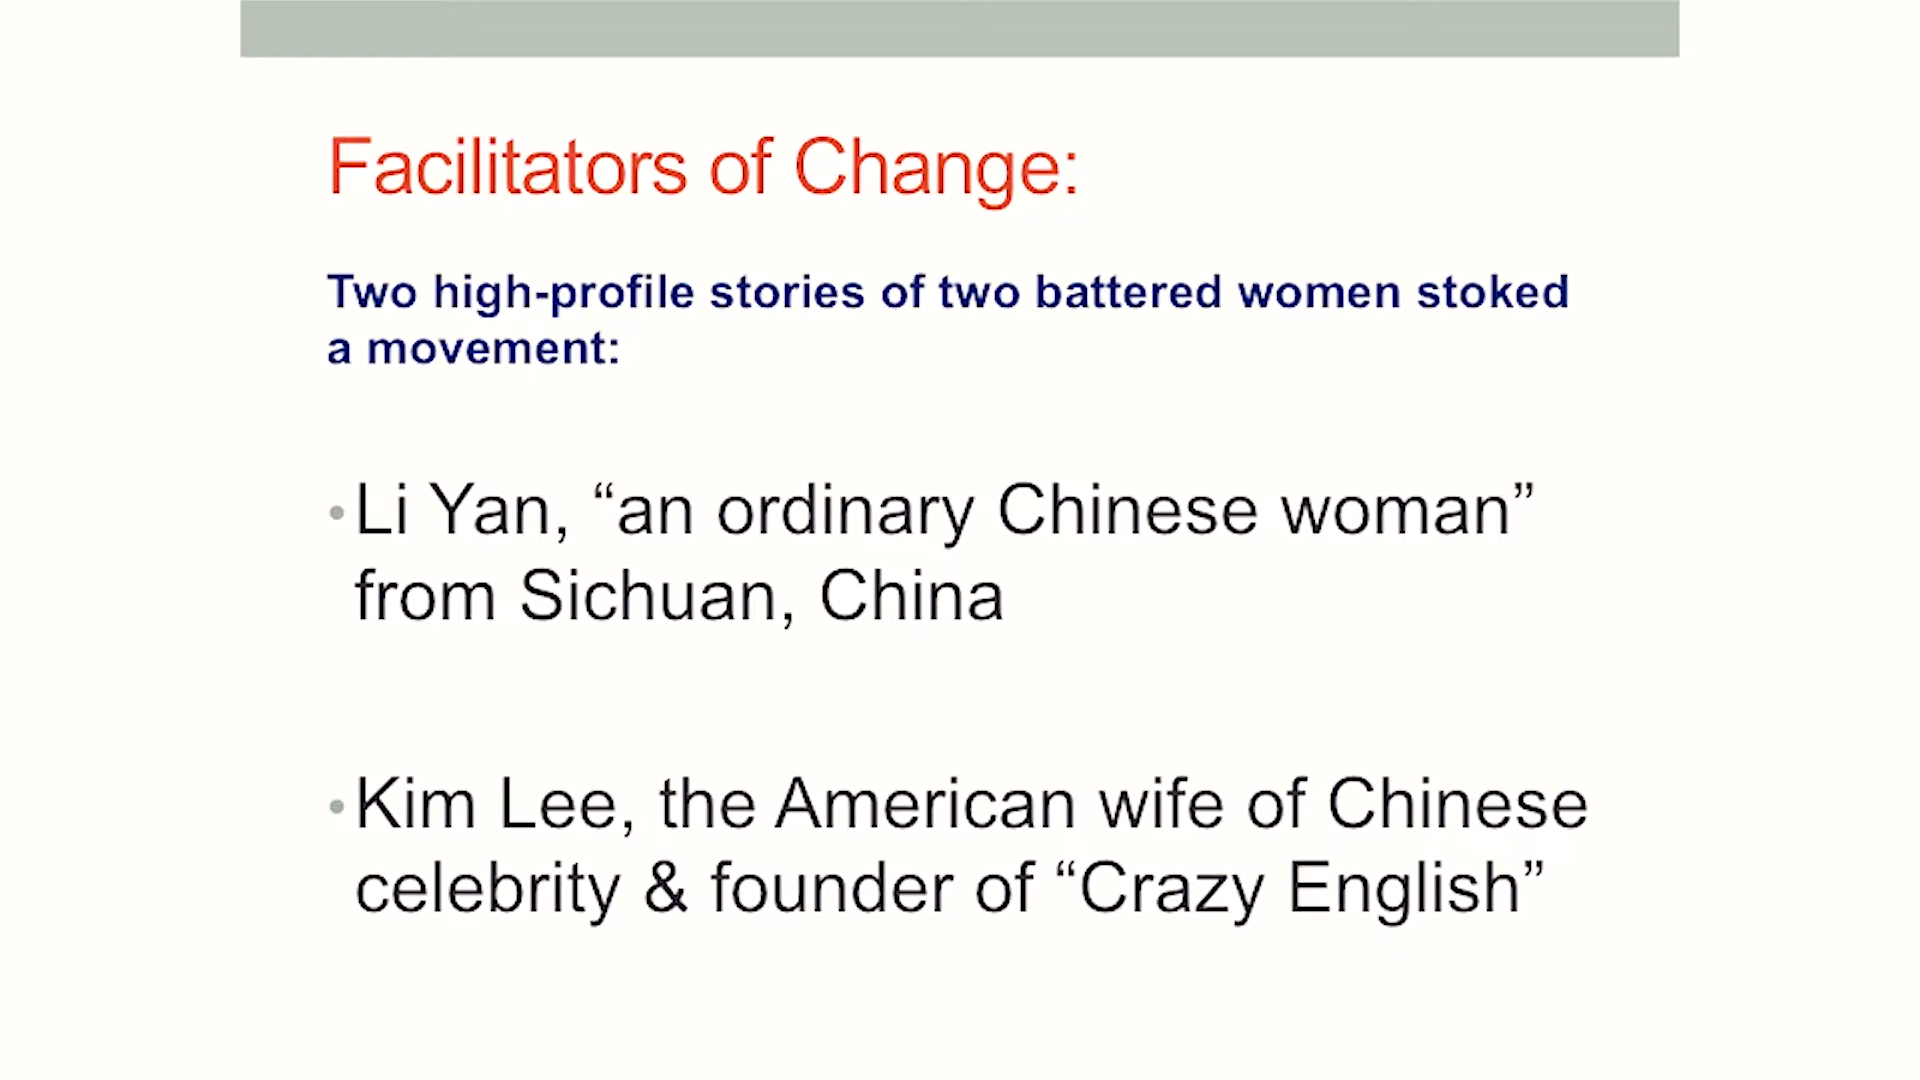 Facilitators of Change:
Two high-profile stories of two battered women stoked
a movement:
•Li Yan, “an ordinary Chinese woman”
from Sichuan, China
•Kim Lee, the American wife of Chinese
celebrity & founder of “Crazy English”